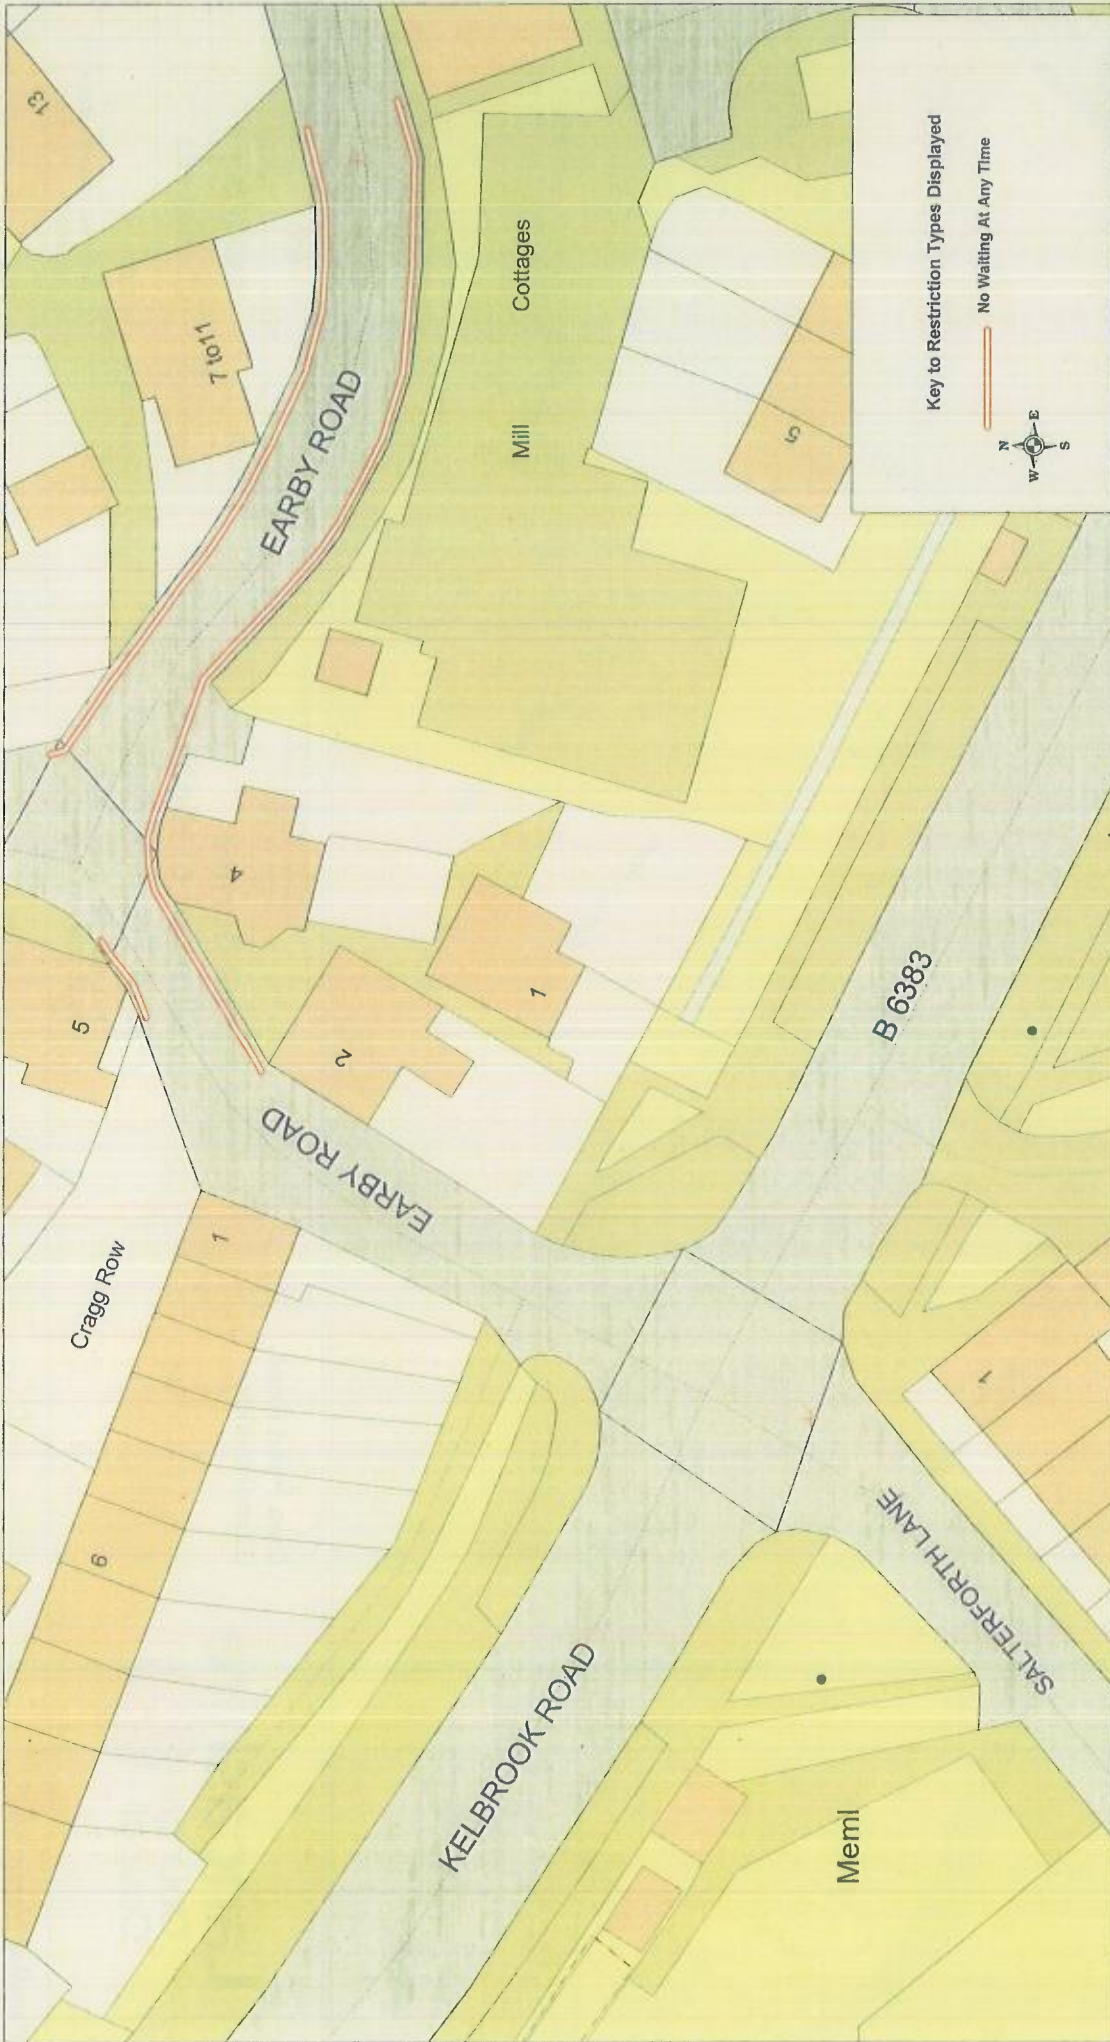 13
7 to11
EARBY ROAD
Mill Cottages
5
Key to Restriction Types Displayed
No Waiting At Any Time
N
W E
S
4
5
2
1
EARBY ROAD
B 6383
Cragg Row
1
6
1
SALTERFORTH LANE
KELBROOK ROAD
Meml